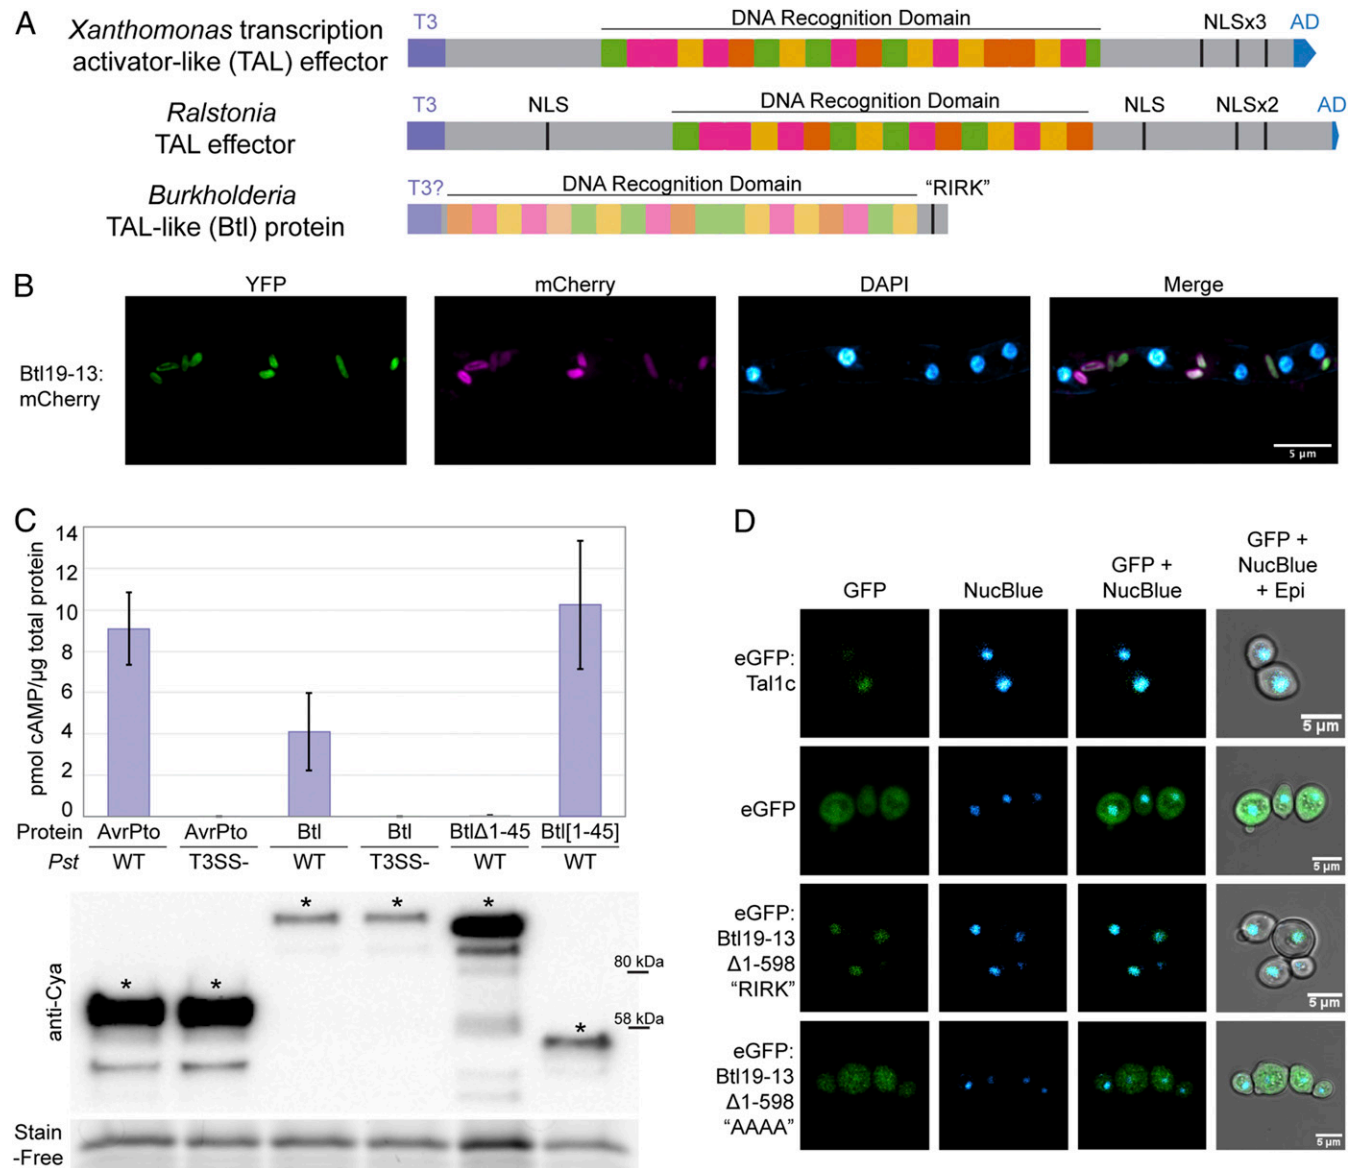 A
Xanthomonas transcription
activator-like (TAL) effector
T3
DNA Recognition Domain
NLSx3
AD
Ralstonia
TAL effector
T3
NLS
DNA Recognition Domain
NLS
NLSx2
AD
Burkholderia
TAL-like (Btl) protein
T3?
DNA Recognition Domain
“RIRK”
B
YFP
mCherry
DAPI
Merge
Btl19-13:
mCherry
5 µm
C
pmol cAMP/µg total protein
14
12
10
8
6
4
2
0
Protein AvrPto AvrPto Btl Btl BtlΔ1-45 Btl[1-45]
Pst WT T3SS- WT T3SS- WT WT
anti-Cya
* * * * * *
80 kDa
58 kDa
Stain
-Free
D
GFP
NucBlue
GFP +
NucBlue
GFP +
NucBlue
+ Epi
eGFP:
Tal1c
5 µm
eGFP
5 µm
eGFP:
Btl19-13
Δ1-598
“RIRK”
5 µm
eGFP:
Btl19-13
Δ1-598
“AAAA”
5 µm